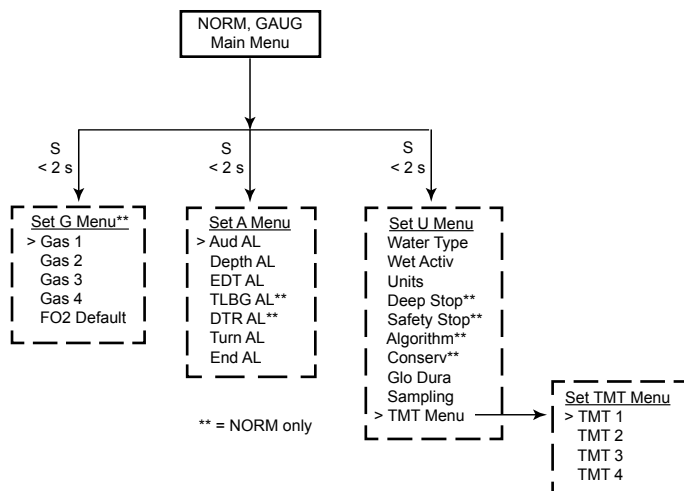 NORM, GAUG
Main Menu
S
< 2 s
S
< 2 s
S
< 2 s
Set G Menu**
> Gas 1
Gas 2
Gas 3
Gas 4
FO2 Default
Set A Menu
> Aud AL
Depth AL
EDT AL
TLBG AL**
DTR AL**
Turn AL
End AL
** = NORM only
Set U Menu
Water Type
Wet Activ
Units
Deep Stop**
Safety Stop**
Algorithm**
Conserv**
Glo Dura
Sampling
> TMT Menu
Set TMT Menu
> TMT 1
TMT 2
TMT 3
TMT 4